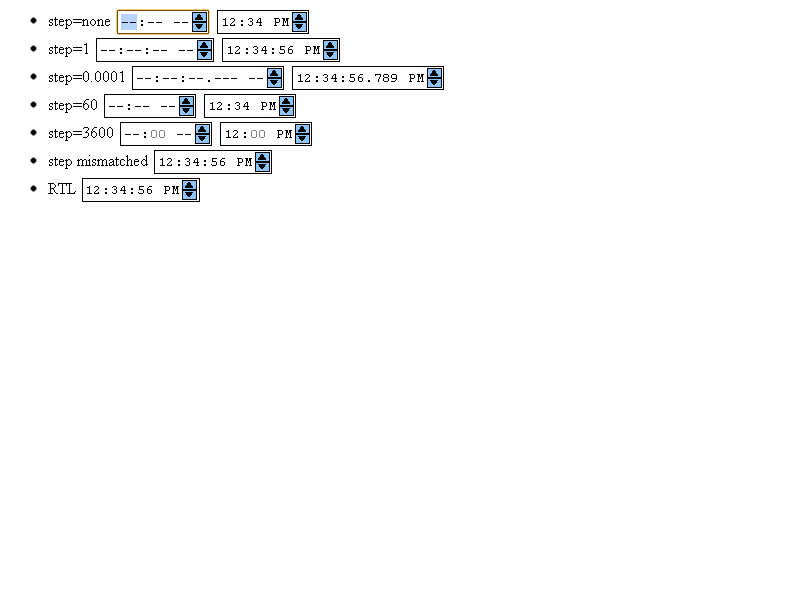 step=none --:-- -- 12:34 PM
step=1 --:--:-- -- 12:34:56 PM
step=0.0001 --:--:--.--- -- 12:34:56.789 PM
step=60 --:-- -- 12:34 PM
step=3600 --:00 -- 12:00 PM
step mismatched 12:34:56 PM
RTL 12:34:56 PM